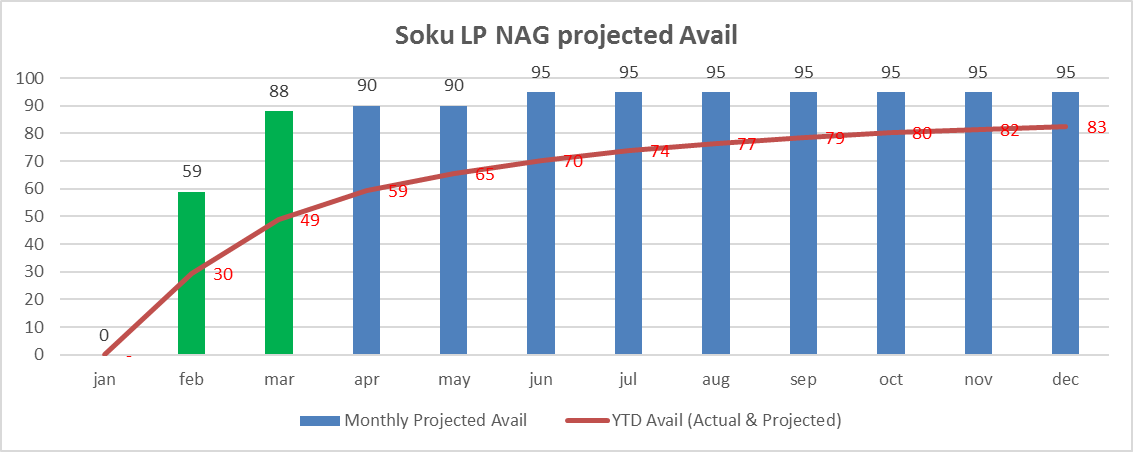 Soku LP NAG projected Avail
100
90
80
70
60
50
40
30
20
10
0
0 59 88 90 90 95 95 95 95 95 95 95
- 30 49 59 65 70 74 77 79 80 82 83
jan feb mar apr may jun jul aug sep oct nov dec
Monthly Projected Avail YTD Avail (Actual & Projected)